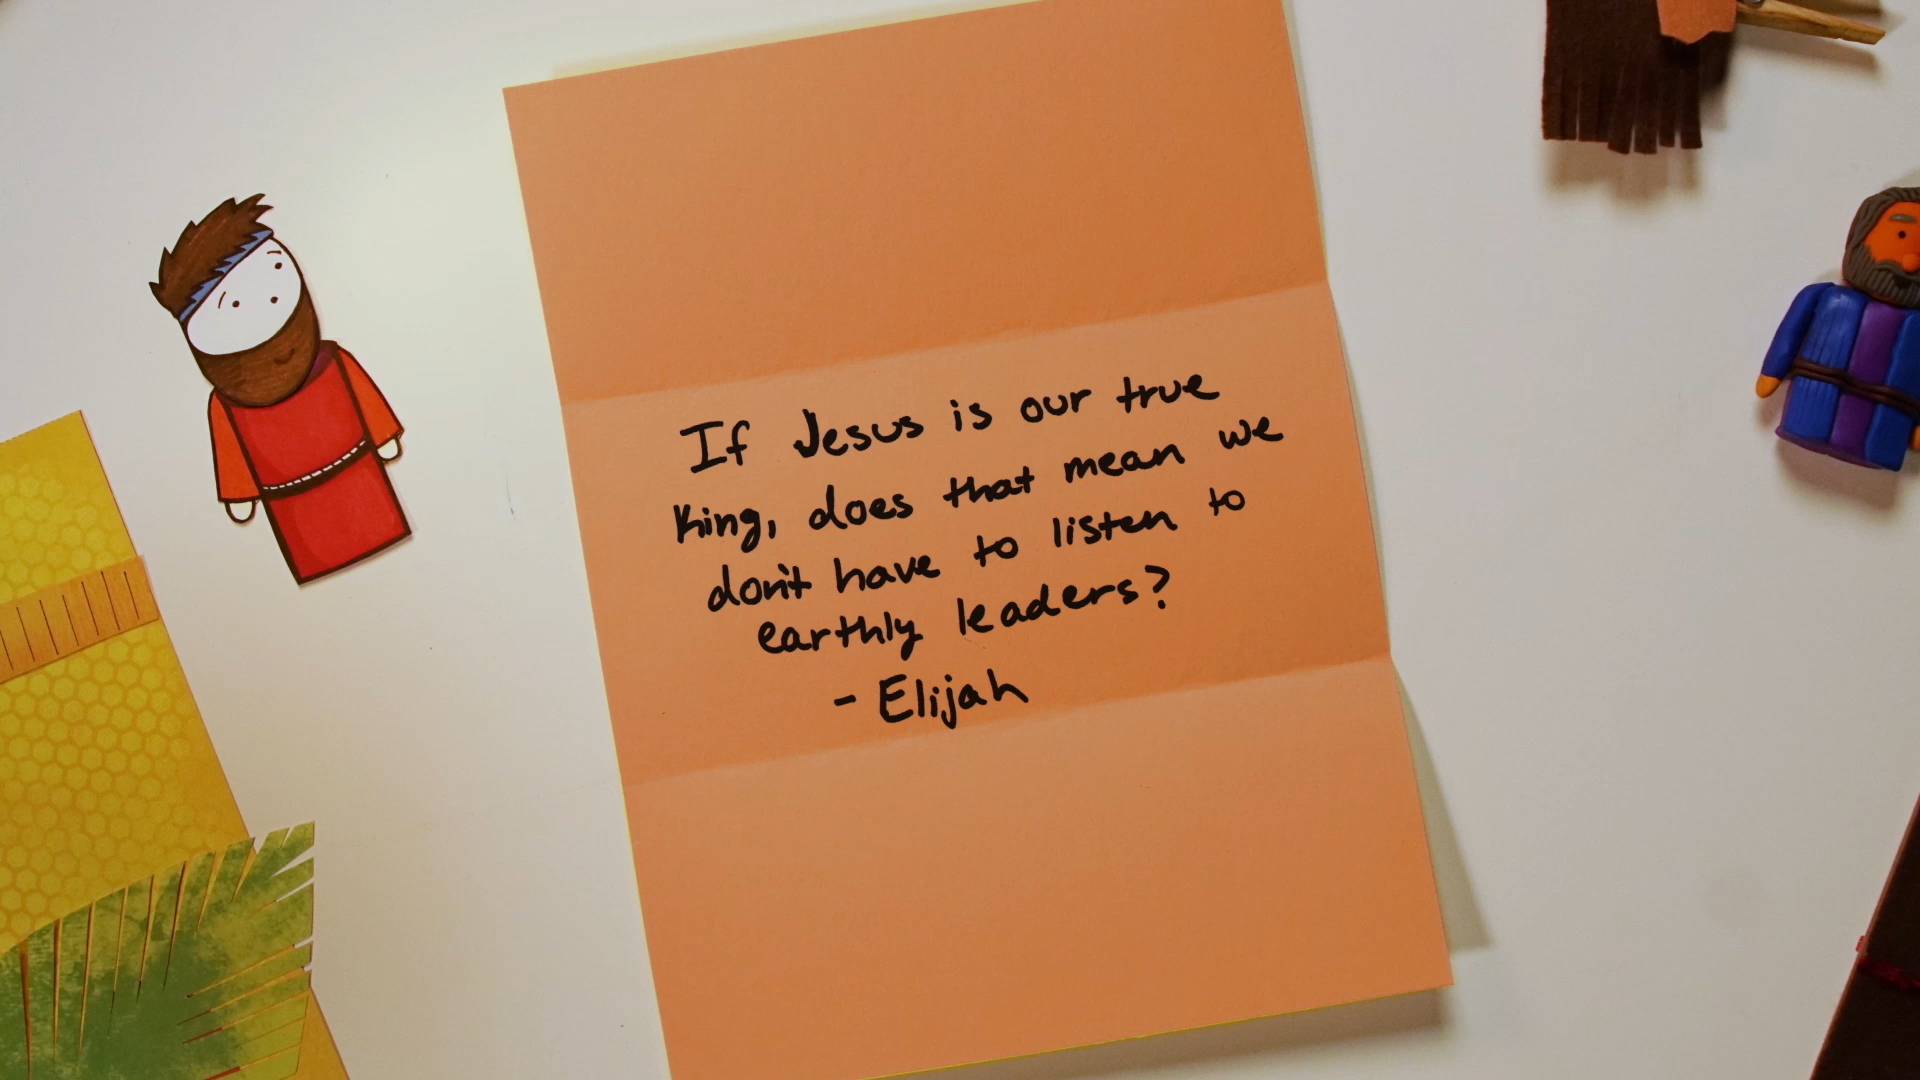 If Jesus is our true
King, does that mean we
don't have to listen to
earthly leaders?
- Elijah